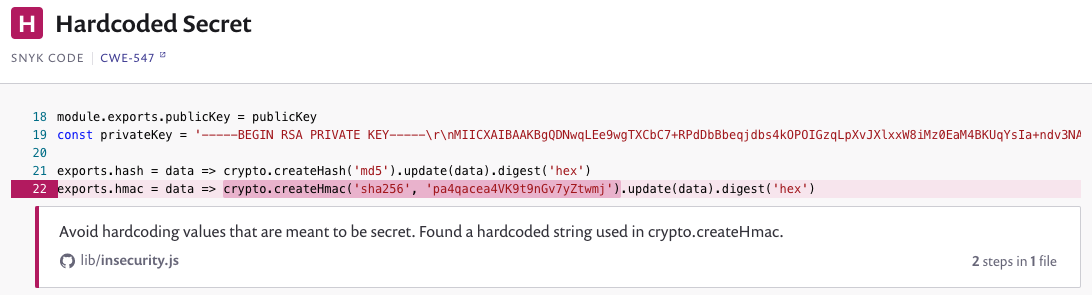 H Hardcoded Secret
SNYK CODE | CWE-547
18 module.exports.publicKey = publicKey
19 const privateKey = '-----BEGIN RSA PRIVATE KEY-----\r\nMIICXAIBAAKBgQDNwqLEe9wgTXCbC7+RPdDbBbeqjdbs4kOPOIGzqLpXvJXlxxW8iMz0EaM4BKUqYsIa+ndv3NA
20
21 exports.hash = data => crypto.createHash('md5').update(data).digest('hex')
22 exports.hmac = data => crypto.createHmac('sha256', 'pa4qacea4VK9t9nGv7yZtwmj').update(data).digest('hex')
Avoid hardcoding values that are meant to be secret. Found a hardcoded string used in crypto.createHmac.
lib/insecurity.js
2 steps in 1 file